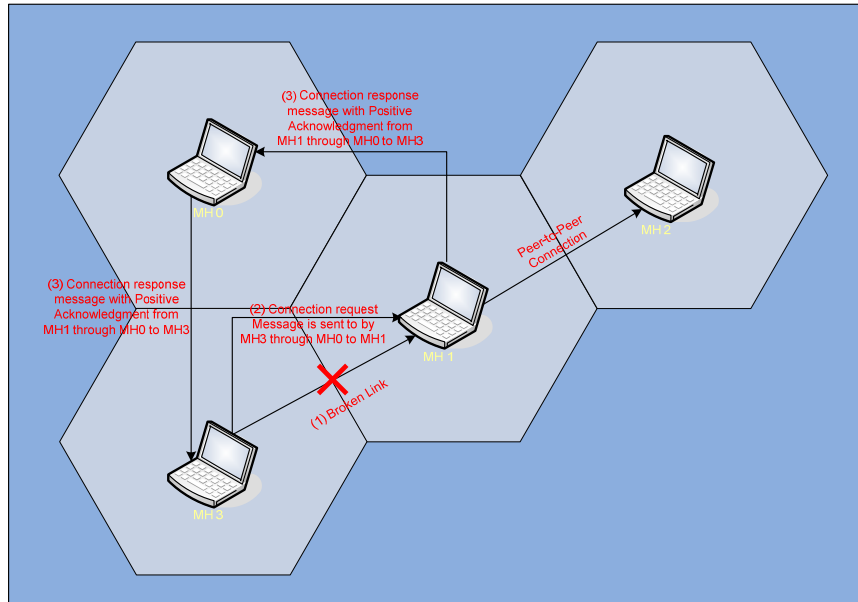 (3) Connection response
message with Positive
Acknowledgment from
MH1 through MH0 to MH3
MH 0
MH 2
Peer-to-Peer
Connection
(3) Connection response
message with Positive
Acknowledgment from
MH1 through MH0 to MH3
(2) Connection request
Message is sent to by
MH3 through MH0 to MH1
MH 1
(1) Broken Link
MH 3